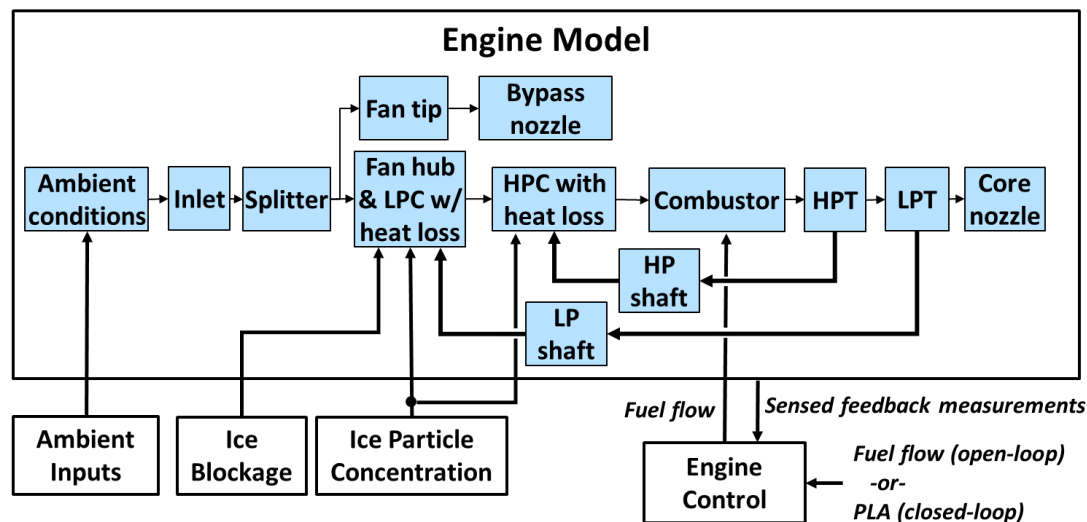 Engine Model
Fan tip
Bypass
nozzle
Ambient
conditions
Inlet
Splitter
Fan hub
& LPC w/
heat loss
HPC with
heat loss
Combustor
HPT
LPT
Core
nozzle
HP
shaft
LP
shaft
Ambient
Inputs
Ice
Blockage
Ice Particle
Concentration
Fuel flow
Sensed feedback measurements
Engine
Control
Fuel flow (open-loop)
-or-
PLA (closed-loop)